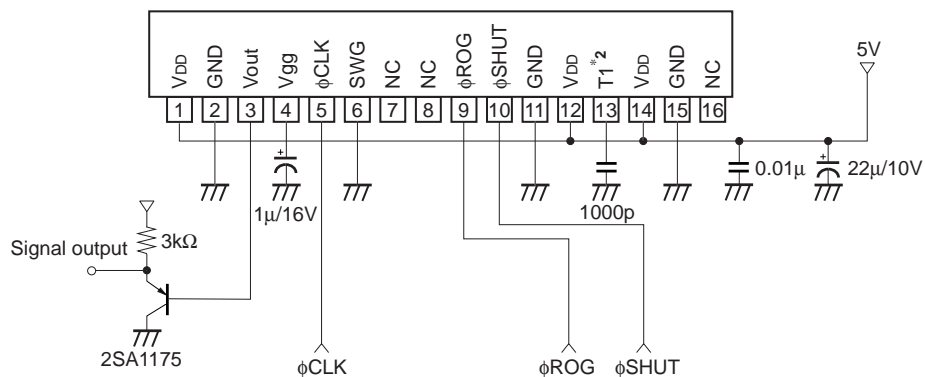 VDD GND Vout Vgg ϕCLK SWG NC NC ϕROG ϕSHUT GND VDD T1*2 VDD GND NC
5V
1 2 3 4 5 6 7 8 9 10 11 12 13 14 15 16
+
1μ/16V
1000p
0.01μ
+
22μ/10V
3kΩ
Signal output
2SA1175
ϕCLK
ϕROG
ϕSHUT